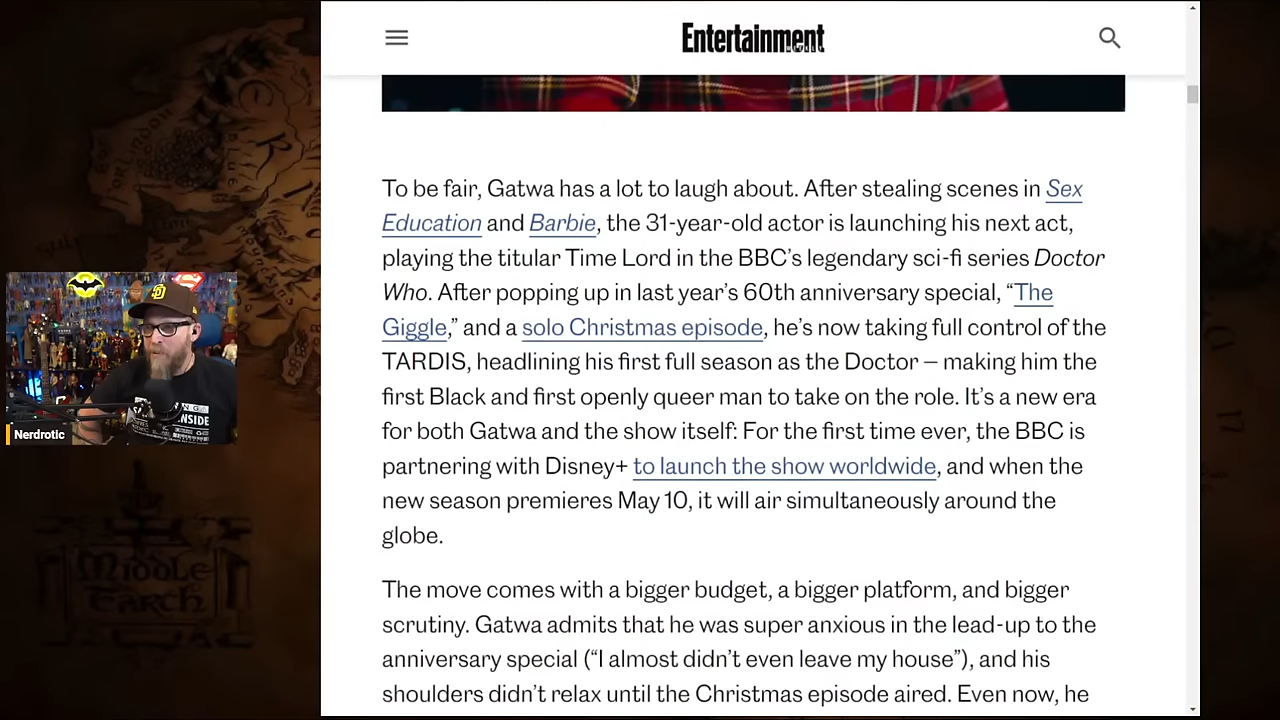 Entertainment
To be fair, Gatwa has a lot to laugh about. After stealing scenes in Sex
Education and Barbie, the 31-year-old actor is launching his next act,
playing the titular Time Lord in the BBC’s legendary sci-fi series Doctor
Who. After popping up in last year’s 60th anniversary special, “The
Giggle,” and a solo Christmas episode, he’s now taking full control of the
TARDIS, headlining his first full season as the Doctor — making him the
first Black and first openly queer man to take on the role. It’s a new era
for both Gatwa and the show itself: For the first time ever, the BBC is
partnering with Disney+ to launch the show worldwide, and when the
new season premieres May 10, it will air simultaneously around the
globe.
The move comes with a bigger budget, a bigger platform, and bigger
scrutiny. Gatwa admits that he was super anxious in the lead-up to the
anniversary special (“I almost didn’t even leave my house”), and his
shoulders didn’t relax until the Christmas episode aired. Even now, he
Nerdrotic
INSIDE
MIDDLE
EARTH